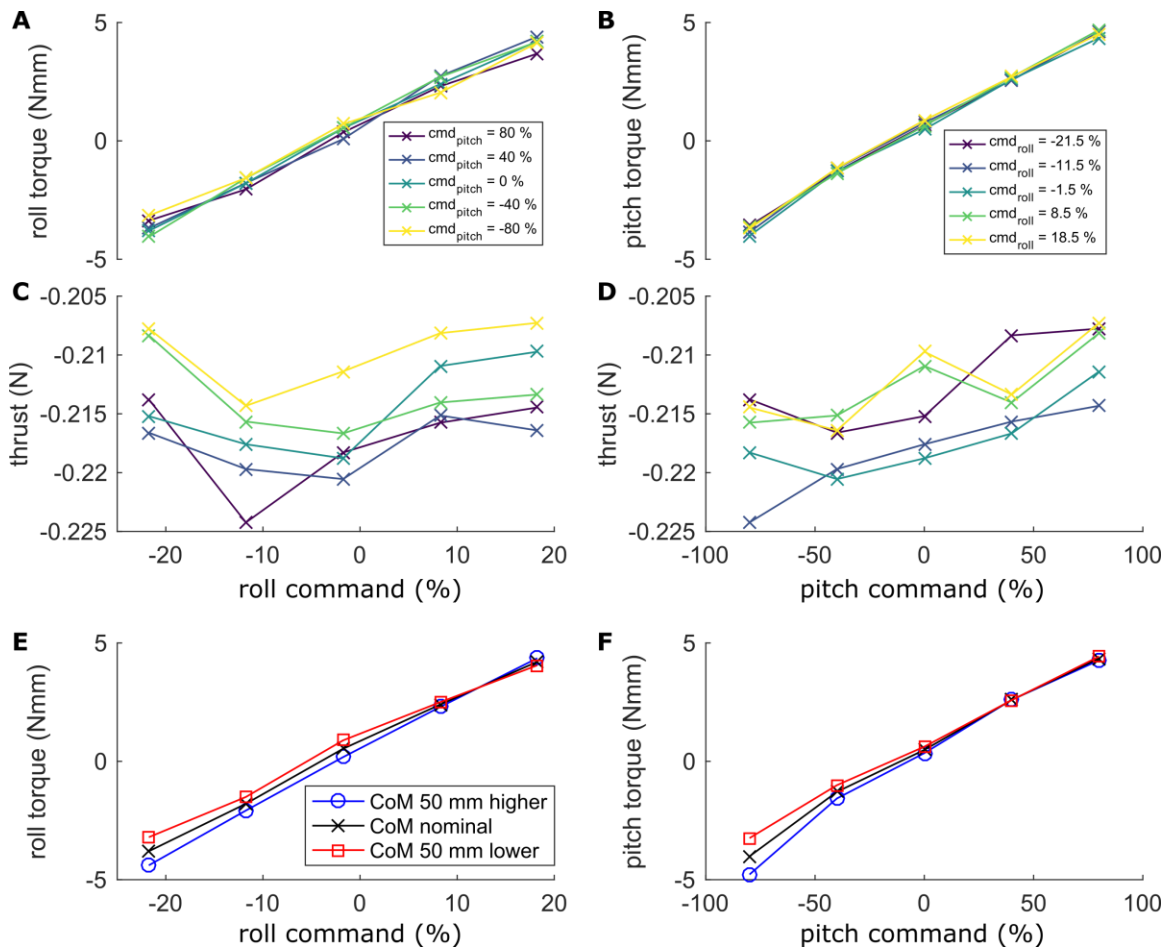 A
5
0
-5
roll torque (Nmm)
cmd_pitch = 80 %
cmd_pitch = 40 %
cmd_pitch = 0 %
cmd_pitch = -40 %
cmd_pitch = -80 %
B
5
0
-5
pitch torque (Nmm)
cmd_roll = -21.5 %
cmd_roll = -11.5 %
cmd_roll = -1.5 %
cmd_roll = 8.5 %
cmd_roll = 18.5 %
C
-0.205
-0.21
-0.215
-0.22
-0.225
thrust (N)
-20 -10 0 10 20
roll command (%)
D
-0.205
-0.21
-0.215
-0.22
-0.225
thrust (N)
-100 -50 0 50 100
pitch command (%)
E
5
0
-5
roll torque (Nmm)
CoM 50 mm higher
CoM nominal
CoM 50 mm lower
-20 -10 0 10 20
roll command (%)
F
5
0
-5
pitch torque (Nmm)
-100 -50 0 50 100
pitch command (%)